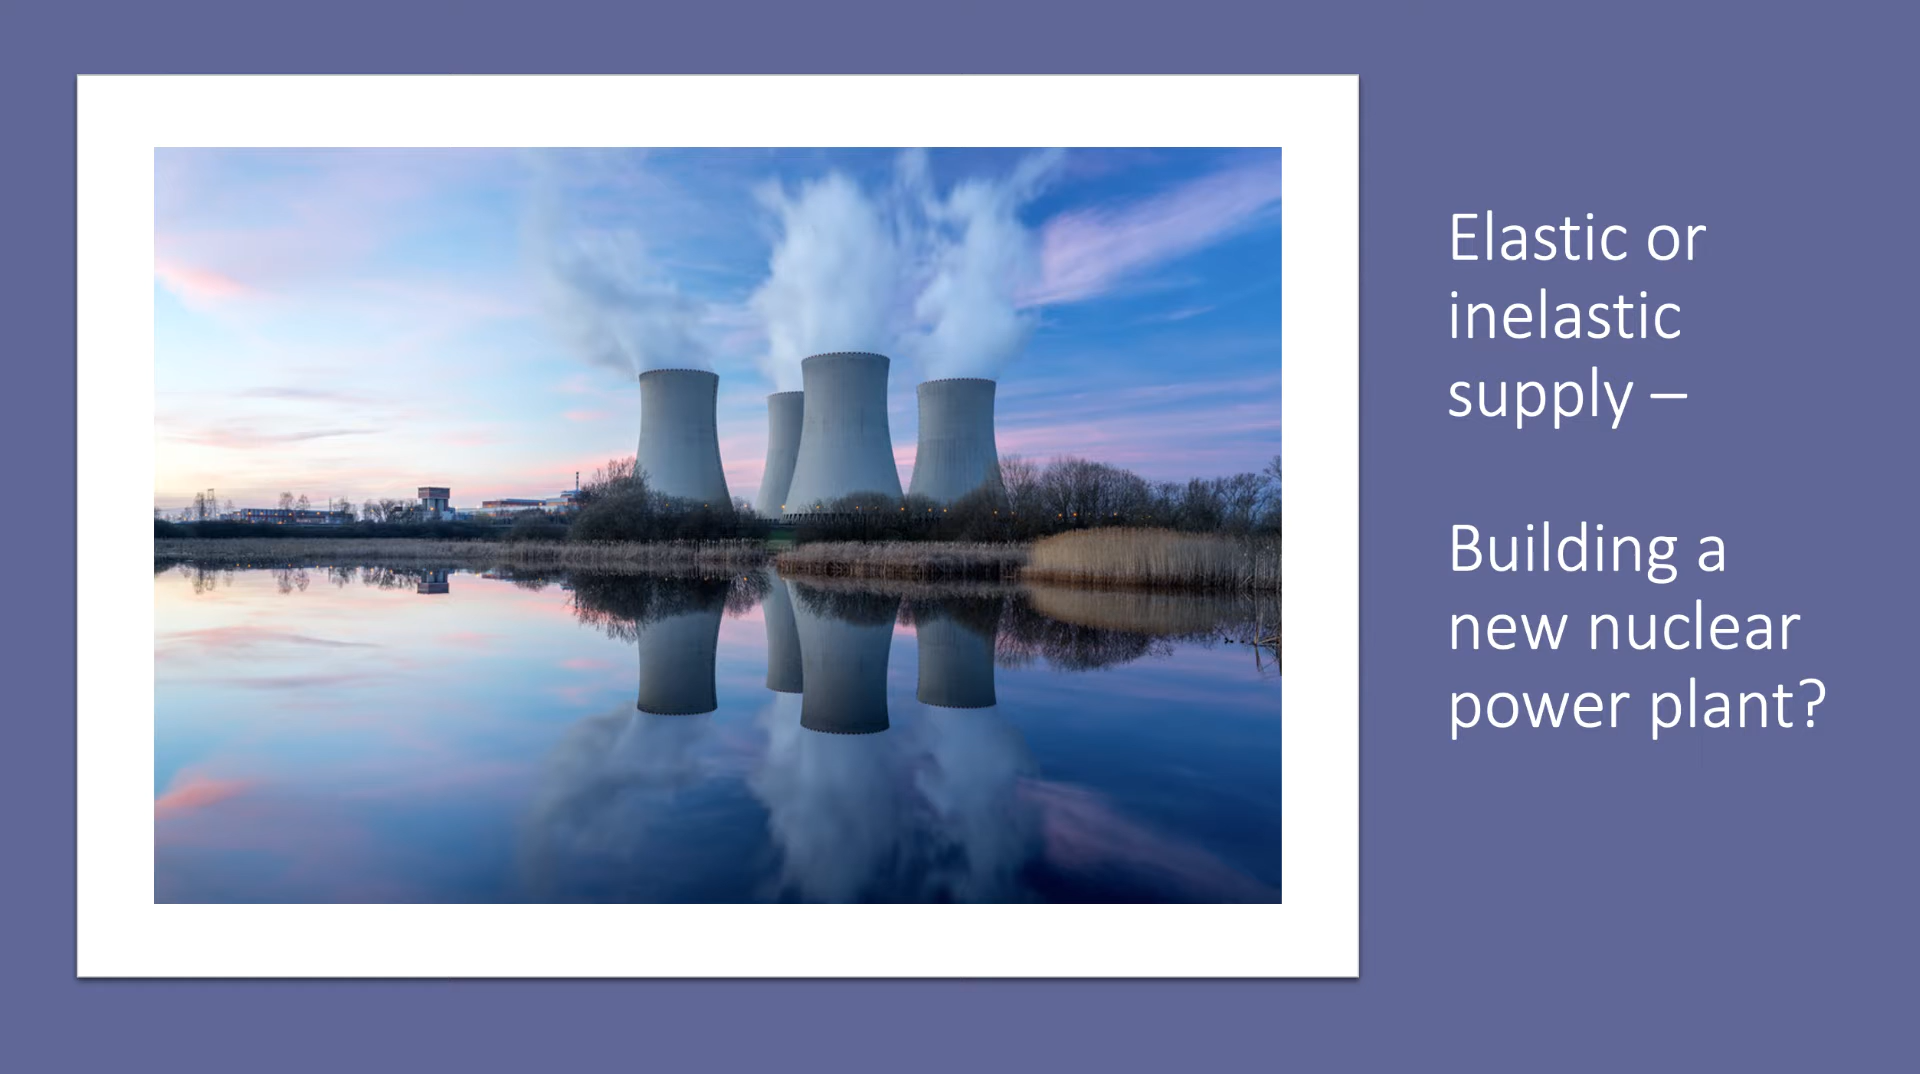 Elastic or
inelastic
supply –
Building a
new nuclear
power plant?